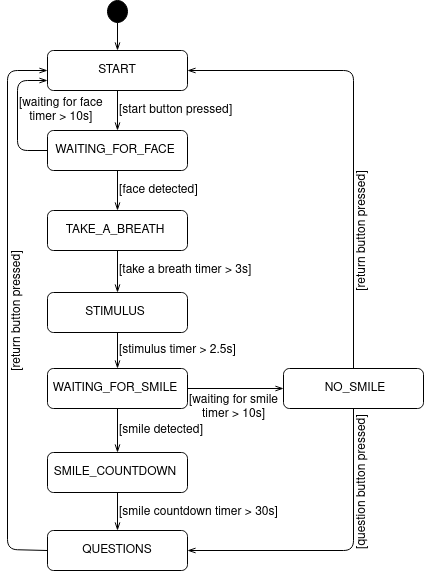 START
[waiting for face
timer > 10s]
[start button pressed]
WAITING_FOR_FACE
[face detected]
TAKE_A_BREATH
[return button pressed]
[take a breath timer > 3s]
[return button pressed]
STIMULUS
[stimulus timer > 2.5s]
WAITING_FOR_SMILE
[waiting for smile
timer > 10s]
NO_SMILE
[smile detected]
SMILE_COUNTDOWN
[question button pressed]
[smile countdown timer > 30s]
QUESTIONS